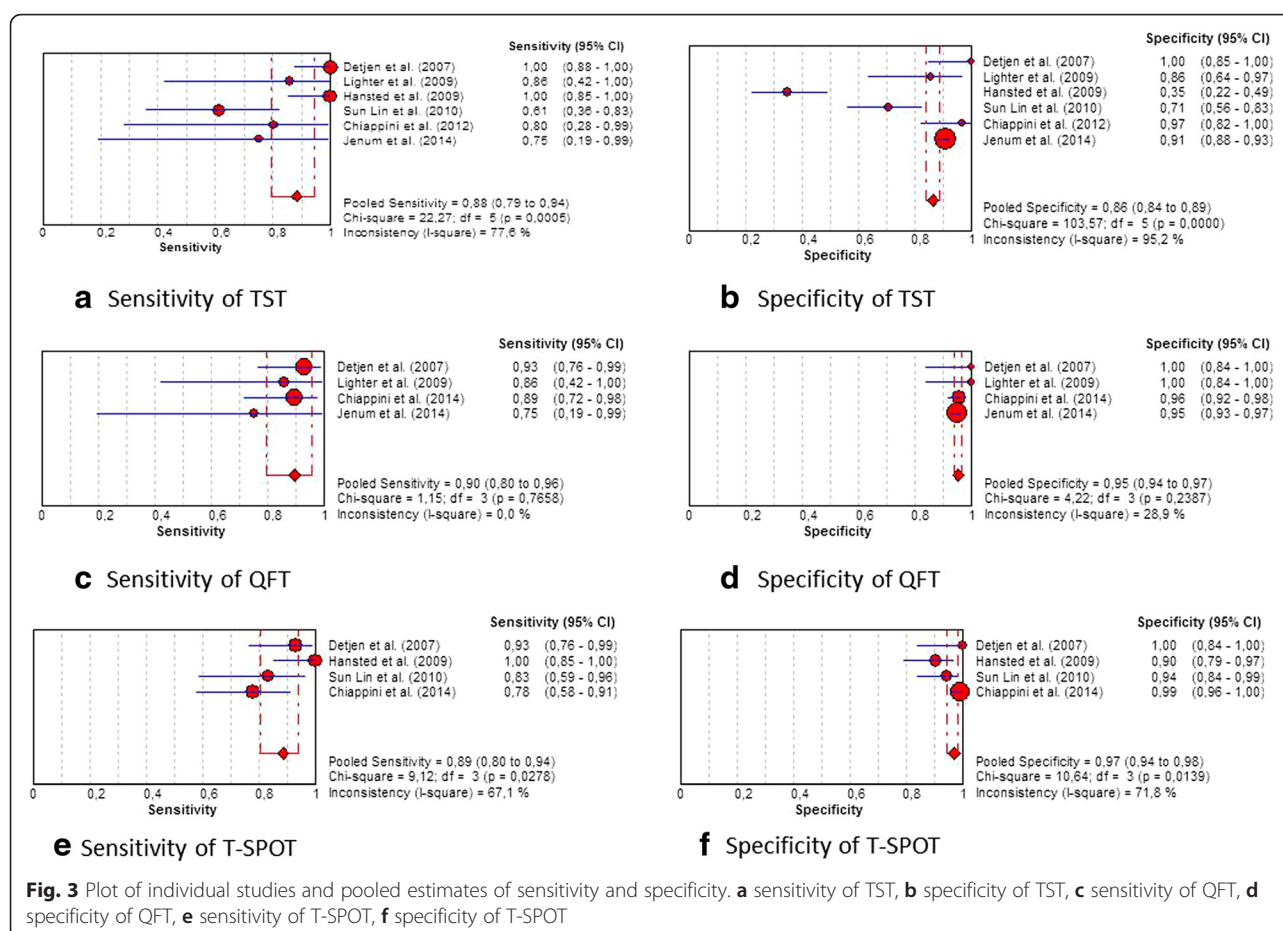 Sensitivity (95% CI)
Detjen et al. (2007) 1,00 (0,88 - 1,00)
Lighter et al. (2009) 0,86 (0,42 - 1,00)
Hansted et al. (2009) 1,00 (0,85 - 1,00)
Sun Lin et al. (2010) 0,61 (0,36 - 0,83)
Chiappini et al. (2012) 0,80 (0,28 - 0,99)
Jenum et al. (2014) 0,75 (0,19 - 0,99)
Pooled Sensitivity = 0,88 (0,79 to 0,94)
Chi-square = 22,27; df = 5 (p = 0,0005)
Inconsistency (I-square) = 77,6 %
0 0,2 0,4 0,6 0,8 1
Sensitivity
a Sensitivity of TST
Specificity (95% CI)
Detjen et al. (2007) 1,00 (0,85 - 1,00)
Lighter et al. (2009) 0,86 (0,64 - 0,97)
Hansted et al. (2009) 0,35 (0,22 - 0,49)
Sun Lin et al. (2010) 0,71 (0,56 - 0,83)
Chiappini et al. (2012) 0,97 (0,82 - 1,00)
Jenum et al. (2014) 0,91 (0,88 - 0,93)
Pooled Specificity = 0,86 (0,84 to 0,89)
Chi-square = 103,57; df = 5 (p = 0,0000)
Inconsistency (I-square) = 95,2 %
0 0,2 0,4 0,6 0,8 1
Specificity
b Specificity of TST
Sensitivity (95% CI)
Detjen et al. (2007) 0,93 (0,76 - 0,99)
Lighter et al. (2009) 0,86 (0,42 - 1,00)
Chiappini et al. (2014) 0,89 (0,72 - 0,98)
Jenum et al. (2014) 0,75 (0,19 - 0,99)
Pooled Sensitivity = 0,90 (0,80 to 0,96)
Chi-square = 1,15; df = 3 (p = 0,7658)
Inconsistency (I-square) = 0,0 %
0 0,2 0,4 0,6 0,8 1
Sensitivity
c Sensitivity of QFT
Specificity (95% CI)
Detjen et al. (2007) 1,00 (0,84 - 1,00)
Lighter et al. (2009) 1,00 (0,84 - 1,00)
Chiappini et al. (2014) 0,96 (0,92 - 0,98)
Jenum et al. (2014) 0,95 (0,93 - 0,97)
Pooled Specificity = 0,95 (0,94 to 0,97)
Chi-square = 4,22; df = 3 (p = 0,2387)
Inconsistency (I-square) = 28,9 %
0 0,2 0,4 0,6 0,8 1
Specificity
d Specificity of QFT
Sensitivity (95% CI)
Detjen et al. (2007) 0,93 (0,76 - 0,99)
Hansted et al. (2009) 1,00 (0,85 - 1,00)
Sun Lin et al. (2010) 0,83 (0,59 - 0,96)
Chiappini et al. (2014) 0,78 (0,58 - 0,91)
Pooled Sensitivity = 0,89 (0,80 to 0,94)
Chi-square = 9,12; df = 3 (p = 0,0278)
Inconsistency (I-square) = 67,1 %
0 0,2 0,4 0,6 0,8 1
Sensitivity
e Sensitivity of T-SPOT
Specificity (95% CI)
Detjen et al. (2007) 1,00 (0,84 - 1,00)
Hansted et al. (2009) 0,90 (0,79 - 0,97)
Sun Lin et al. (2010) 0,94 (0,84 - 0,99)
Chiappini et al. (2014) 0,99 (0,96 - 1,00)
Pooled Specificity = 0,97 (0,94 to 0,98)
Chi-square = 10,64; df = 3 (p = 0,0139)
Inconsistency (I-square) = 71,8 %
0 0,2 0,4 0,6 0,8 1
Specificity
f Specificity of T-SPOT
Fig. 3 Plot of individual studies and pooled estimates of sensitivity and specificity. a sensitivity of TST, b specificity of TST, c sensitivity of QFT, d
specificity of QFT, e sensitivity of T-SPOT, f specificity of T-SPOT